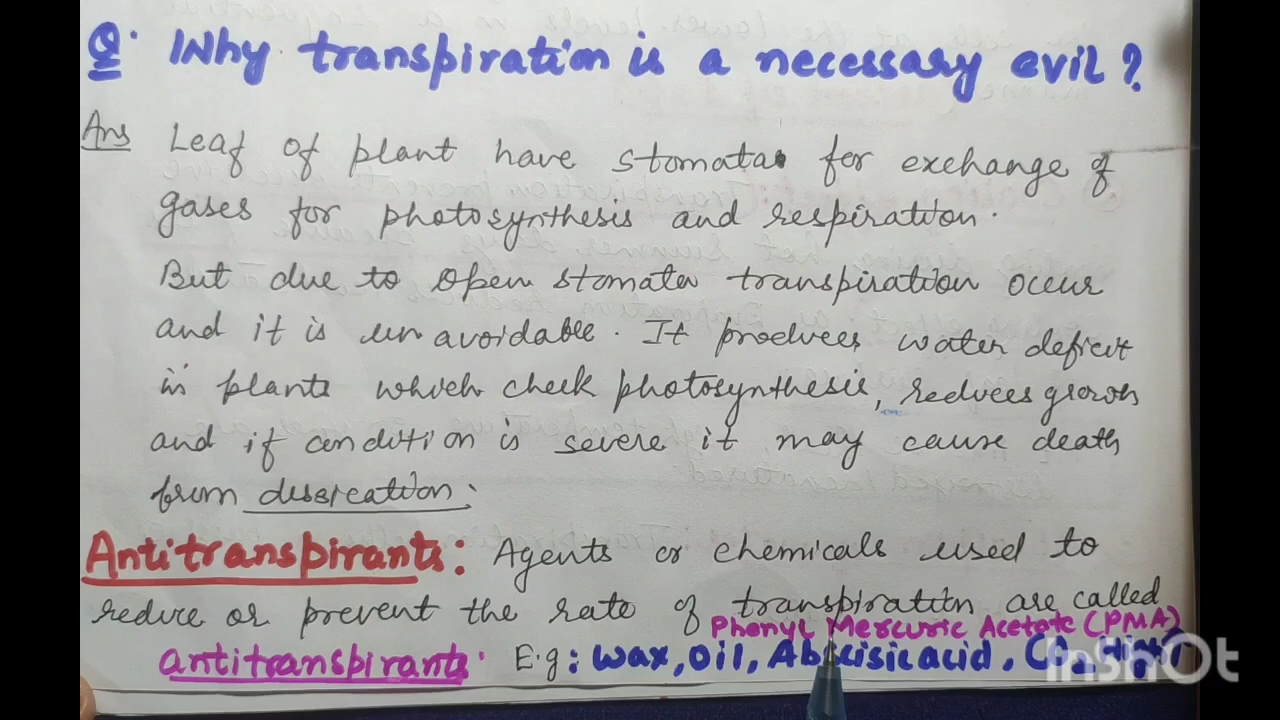 Q. Why transpiration is a necessary evil?
Ans Leaf of plant have stomata for exchange of
gases for photosynthesis and respiration.
But due to open stomata transpiration occur
and it is un avoidable. It produces water deficit
in plants which check photosynthesis, reduces growth
and if condition is severe it may cause death
from dessication.
Antitranspirants: Agents or chemicals used to
reduce or prevent the rate of transpiration are called
Phenyl Mercuric Acetate (PMA)
antitranspirants. E.g: Wax, Oil, Abscisic acid,
InShOt